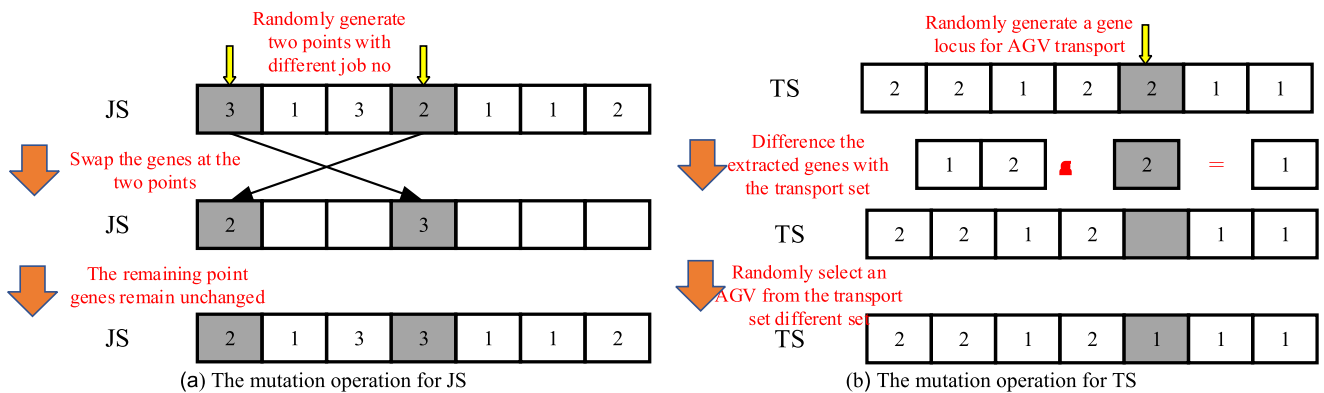 Randomly generate
two points with
different job no
JS
3 1 3 2 1 1 2
Swap the genes at the
two points
JS
2 3
The remaining point
genes remain unchanged
JS
2 1 3 3 1 1 2
(a) The mutation operation for JS
Randomly generate a gene
locus for AGV transport
TS
2 2 1 2 2 1 1
Difference the
extracted genes with
the transport set
1 2 2 = 1
TS
2 2 1 2 1 1
Randomly select an
AGV from the transport
set different set
TS
2 2 1 2 1 1 1
(b) The mutation operation for TS